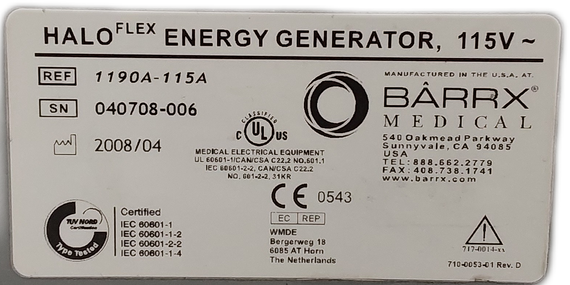 HALO FLEX ENERGY GENERATOR, 115V ~
REF 1190A-115A
SN 040708-006
2008/04
CLASSIFIED
C UL US
MEDICAL ELECTRICAL EQUIPMENT
UL 60601-1/CAN/CSA C22.2 NO.601.1
IEC 60601-2-2, CAN/CSA C22.2
NO. 601-2-2, 31KR
MANUFACTURED IN THE U.S.A. AT:
BÂRRX®
MEDICAL
540 Oakmead Parkway
Sunnyvale, CA 94085
USA
TEL: 888.662.2779
FAX: 408.738.1741
www.barrx.com
CE 0543
EC REP
WMDE
Bergerweg 18
6085 AT Horn
The Netherlands
TUV NORD
Type Tested
Certified
IEC 60601-1
IEC 60601-1-2
IEC 60601-2-2
IEC 60601-1-4
717-0014-xx
710-0053-01 Rev. D